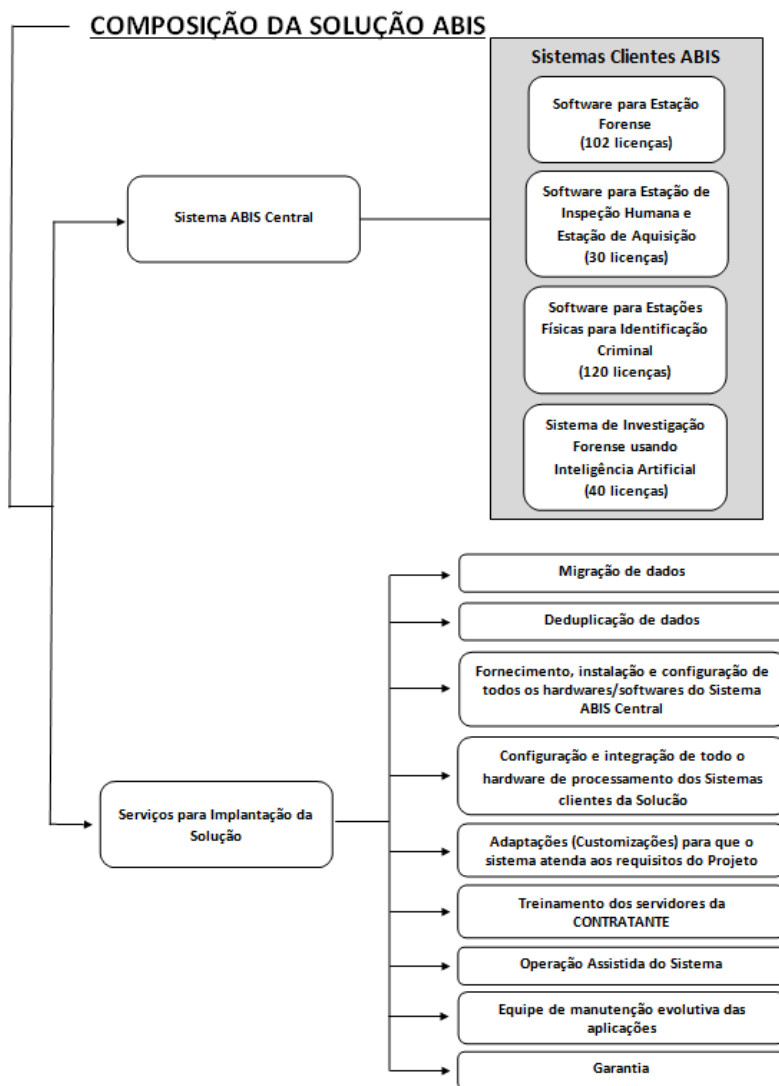 COMPOSIÇÃO DA SOLUÇÃO ABIS
Sistemas Clientes ABIS
Software para Estação
Forense
(102 licenças)
Sistema ABIS Central
Software para Estação de
Inspeção Humana e
Estação de Aquisição
(30 licenças)
Software para Estações
Físicas para Identificação
Criminal
(120 licenças)
Sistema de Investigação
Forense usando
Inteligência Artificial
(40 licenças)
Serviços para Implantação da
Solução
Migração de dados
Deduplicação de dados
Fornecimento, instalação e configuração de
todos os hardwares/softwares do Sistema
ABIS Central
Configuração e integração de todo o
hardware de processamento dos Sistemas
clientes da Solucão
Adaptações (Customizações) para que o
sistema atenda aos requisitos do Projeto
Treinamento dos servidores da
CONTRATANTE
Operação Assistida do Sistema
Equipe de manutenção evolutiva das
aplicações
Garantia